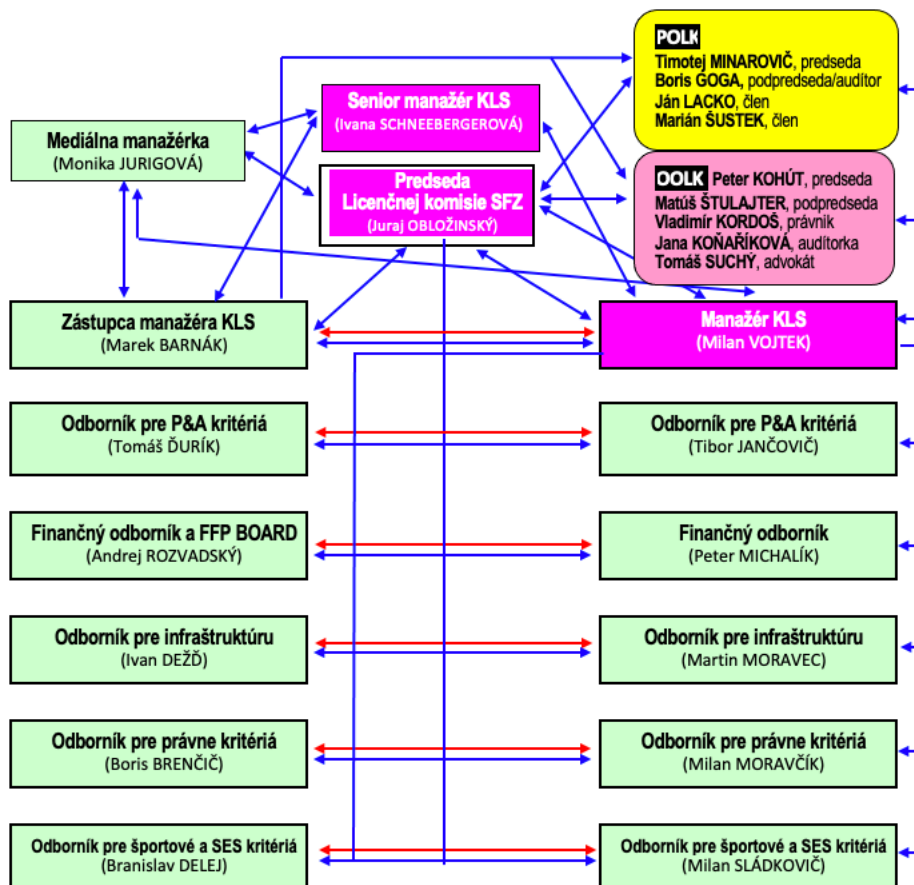 POLK
Timotej MINAROVIČ, predseda
Boris GOGA, podpredseda/audítor
Ján LACKO, člen
Marián ŠUSTEK, člen
Senior manažér KLS
(Ivana SCHNEEBERGEROVÁ)
Mediálna manažérka
(Monika JURIGOVÁ)
Predseda
Licenčnej komisie SFZ
(Juraj OBLOŽINSKÝ)
OOLK Peter KOHÚT, predseda
Matúš ŠTULAJTER, podpredseda
Vladimír KORDOŠ, právnik
Jana KOŇAŘÍKOVÁ, audítorka
Tomáš SUCHÝ, advokát
Zástupca manažéra KLS
(Marek BARNÁK)
Manažér KLS
(Milan VOJTEK)
Odborník pre P&A kritériá
(Tomáš ĎURÍK)
Odborník pre P&A kritériá
(Tibor JANČOVIČ)
Finančný odborník a FFP BOARD
(Andrej ROZVADSKÝ)
Finančný odborník
(Peter MICHALÍK)
Odborník pre infraštruktúru
(Ivan DEŽĎ)
Odborník pre infraštruktúru
(Martin MORAVEC)
Odborník pre právne kritériá
(Boris BRENČIČ)
Odborník pre právne kritériá
(Milan MORAVČÍK)
Odborník pre športové a SES kritériá
(Branislav DELEJ)
Odborník pre športové a SES kritériá
(Milan SLÁDKOVIČ)